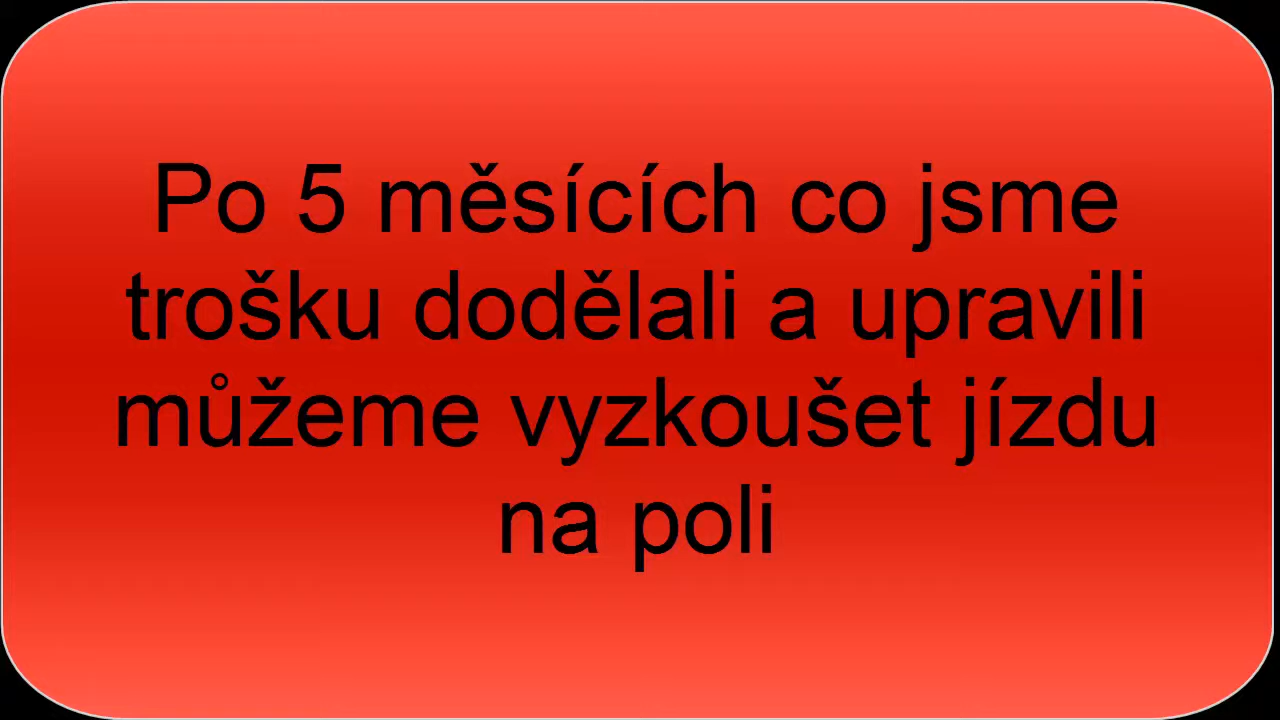 Po 5 měsících co jsme
trošku dodělali a upravili
můžeme vyzkoušet jízdu
na poli